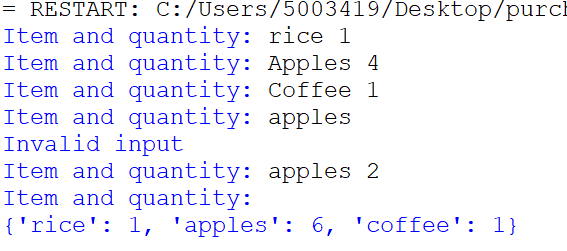 = RESTART: C:/Users/5003419/Desktop/purch
Item and quantity: rice 1
Item and quantity: Apples 4
Item and quantity: Coffee 1
Item and quantity: apples
Invalid input
Item and quantity: apples 2
Item and quantity:
{'rice': 1, 'apples': 6, 'coffee': 1}